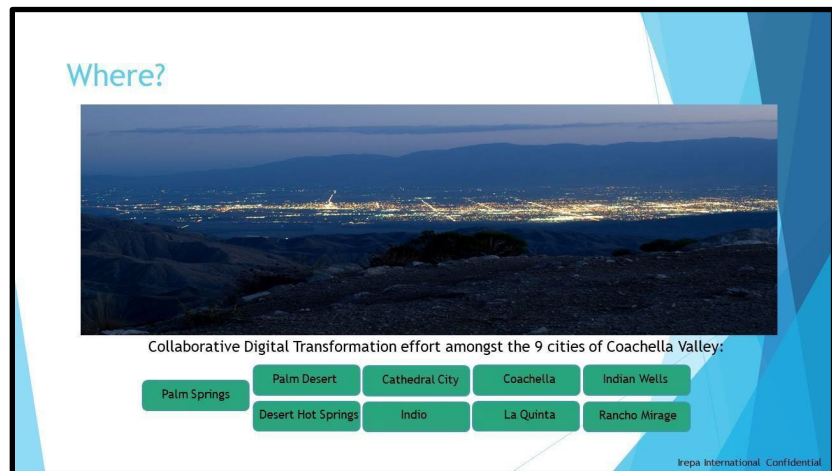 Where?
Collaborative Digital Transformation effort amongst the 9 cities of Coachella Valley:
Palm Springs
Palm Desert
Cathedral City
Coachella
Indian Wells
Desert Hot Springs
Indio
La Quinta
Rancho Mirage
Irepa International Confidential